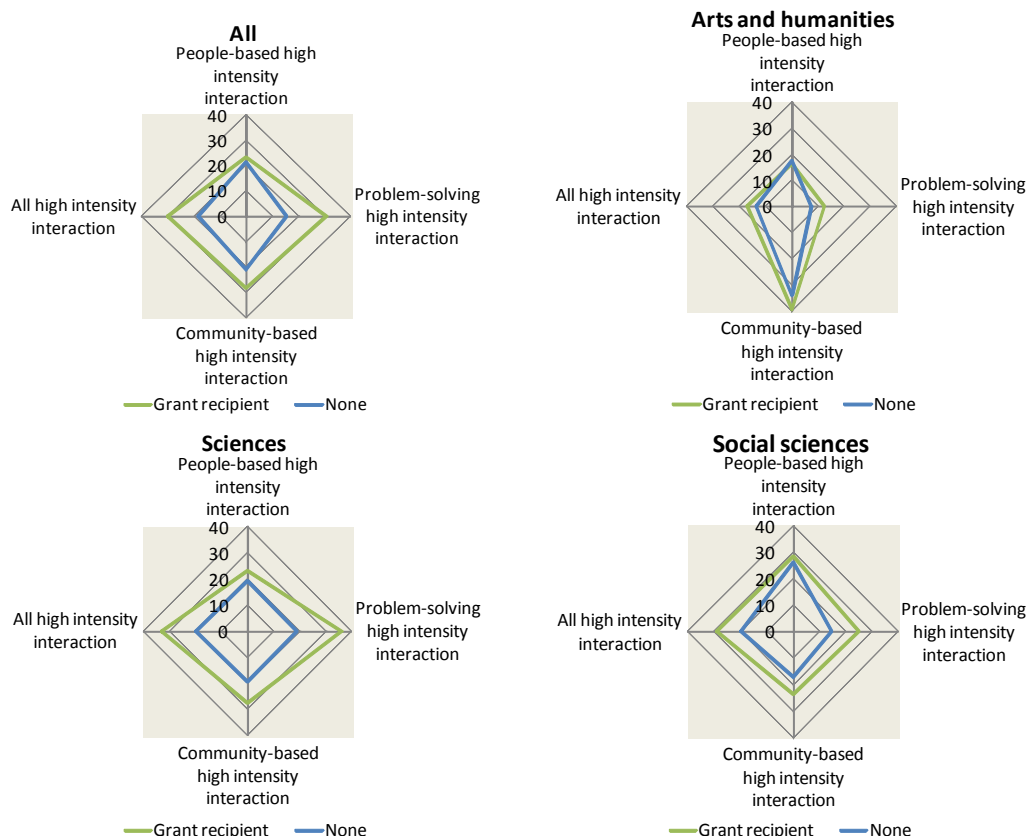 All
People-based high
intensity
interaction
40
30
20
10
0
All high intensity
interaction
Problem-solving
high intensity
interaction
Community-based
high intensity
interaction
Grant recipient None
Arts and humanities
People-based high
intensity
interaction
40
30
20
10
0
All high intensity
interaction
Problem-solving
high intensity
interaction
Community-based
high intensity
interaction
Grant recipient None
Sciences
People-based high
intensity
interaction
40
30
20
10
0
All high intensity
interaction
Problem-solving
high intensity
interaction
Community-based
high intensity
interaction
Grant recipient None
Social sciences
People-based high
intensity
interaction
40
30
20
10
0
All high intensity
interaction
Problem-solving
high intensity
interaction
Community-based
high intensity
interaction
Grant recipient None